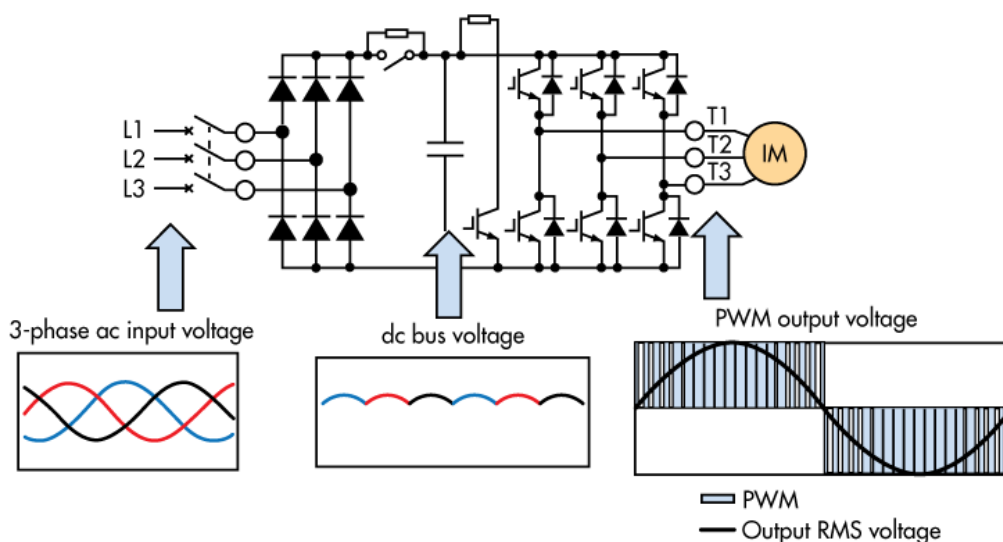 L1
L2
L3
T1
T2
T3
IM
3-phase ac input voltage
dc bus voltage
PWM output voltage
PWM
Output RMS voltage